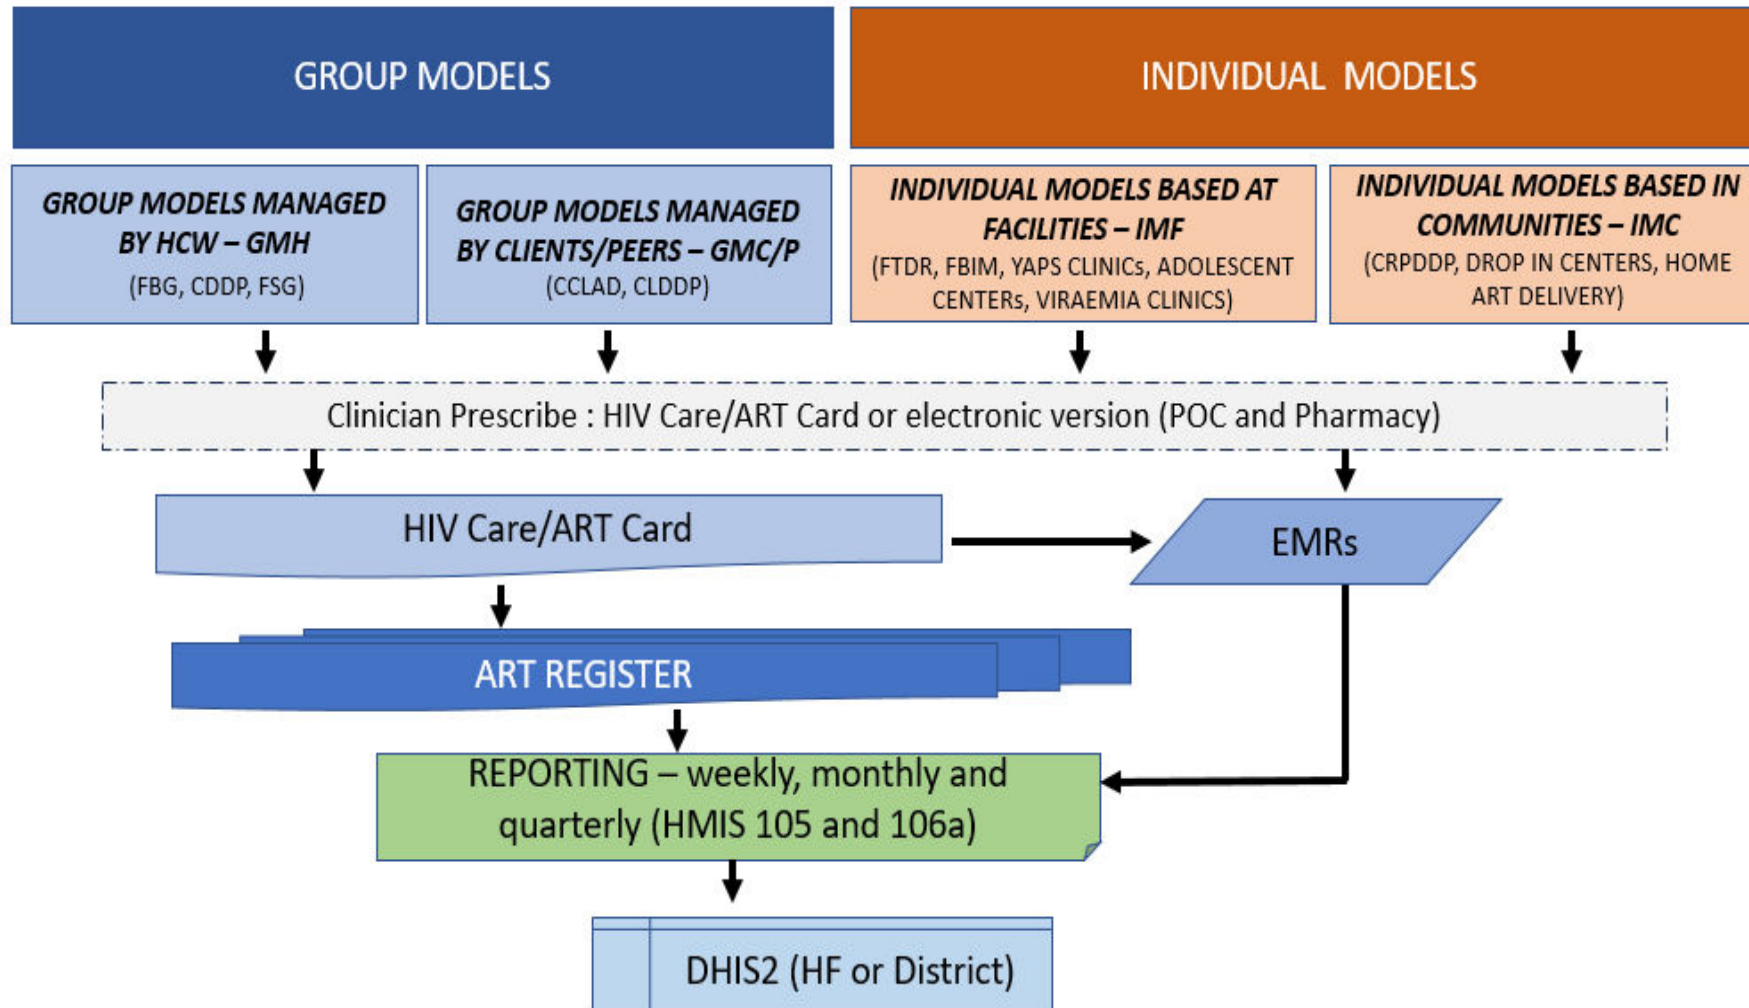 GROUP MODELS
INDIVIDUAL MODELS
GROUP MODELS MANAGED
BY HCW – GMH
(FBG, CDDP, FSG)
GROUP MODELS MANAGED
BY CLIENTS/PEERS – GMC/P
(CCLAD, CLDDP)
INDIVIDUAL MODELS BASED AT
FACILITIES – IMF
(FTDR, FBIM, YAPS CLINICs, ADOLESCENT
CENTERs, VIRAEMIA CLINICS)
INDIVIDUAL MODELS BASED IN
COMMUNITIES – IMC
(CRPDDP, DROP IN CENTERS, HOME
ART DELIVERY)
Clinician Prescribe : HIV Care/ART Card or electronic version (POC and Pharmacy)
HIV Care/ART Card
EMRs
ART REGISTER
REPORTING – weekly, monthly and
quarterly (HMIS 105 and 106a)
DHIS2 (HF or District)